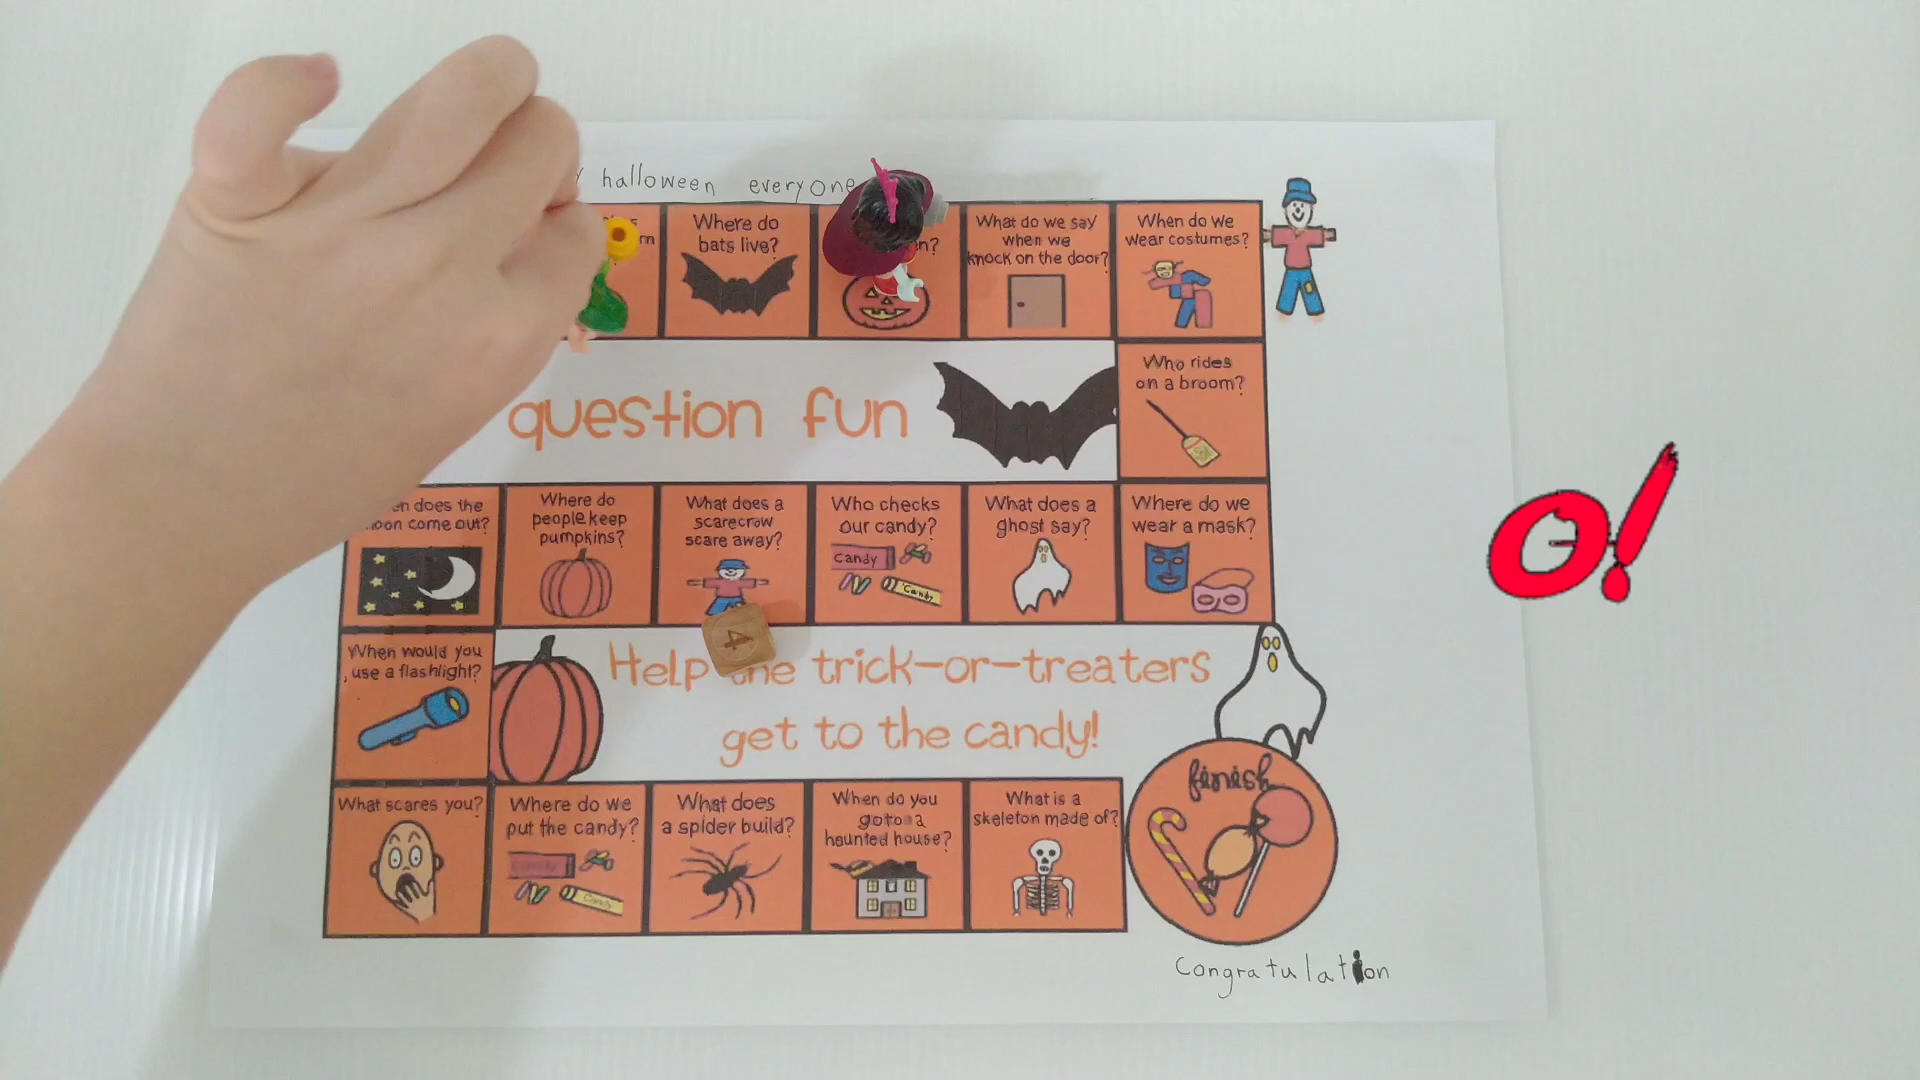 halloween everyone
Where do
bats live?
What do we say
when we
knock on the door?
When do we
wear costumes?
Who rides
on a broom?
question fun
does the
come out?
Where do
people keep
pumpkins?
What does a
scarecrow
scare away?
Who checks
our candy?
Candy
Candy
What does a
ghost say?
Where do we
wear a mask?
O!
When would you
use a flashlight?
4
Help the trick-or-treaters
get to the candy!
What scares you?
Where do we
put the candy?
Candy
Candy
What does
a spider build?
When do you
go to a
haunted house?
What is a
skeleton made of?
finish
Congratulation